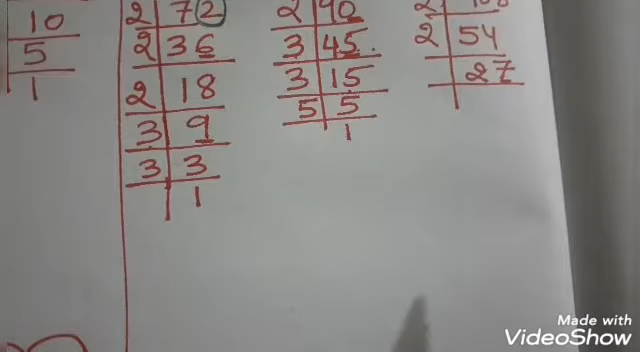 10
5
1
2 | 72
2 | 36
2 | 18
3 | 9
3 | 3
1
2 | 90
3 | 45.
3 | 15
5 | 5
1
2 | 54
27
Made with
VideoShow